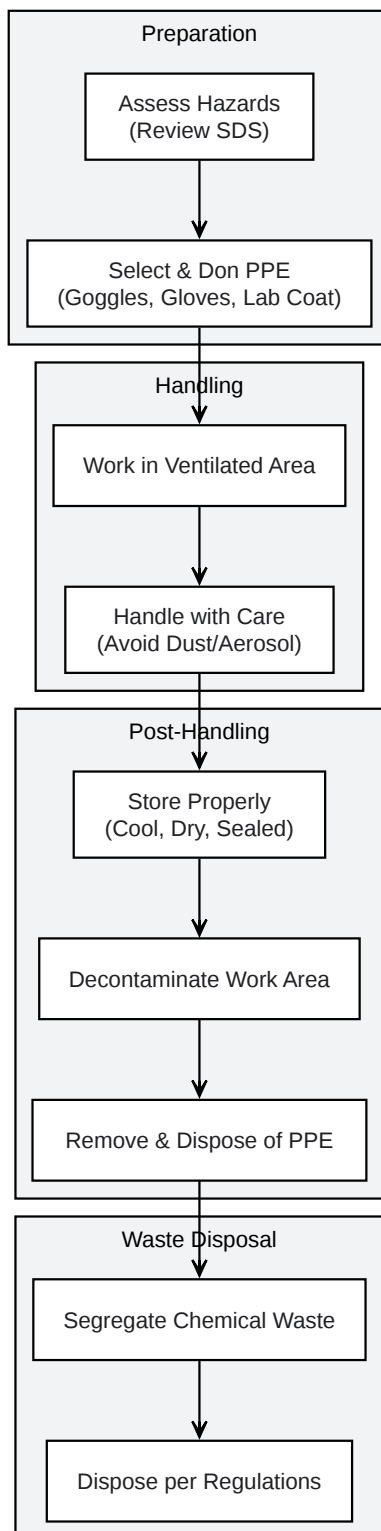 Preparation
Assess Hazards
(Review SDS)
Select & Don PPE
(Goggles, Gloves, Lab Coat)
Handling
Work in Ventilated Area
Handle with Care
(Avoid Dust/Aerosol)
Post-Handling
Store Properly
(Cool, Dry, Sealed)
Decontaminate Work Area
Remove & Dispose of PPE
Waste Disposal
Segregate Chemical Waste
Dispose per Regulations